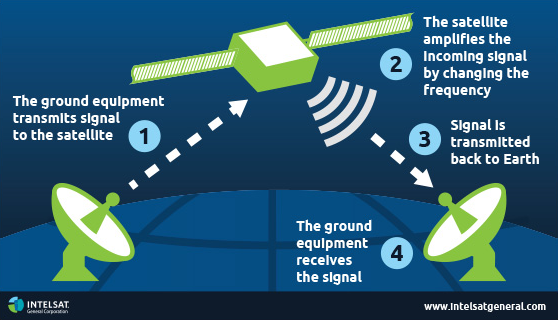 The ground equipment
transmits signal
to the satellite
1
2
The satellite
amplifies the
incoming signal
by changing the
frequency
3
Signal is
transmitted
back to Earth
The ground
equipment
receives
the signal
4
INTELSAT
General Corporation
www.intelsatgeneral.com